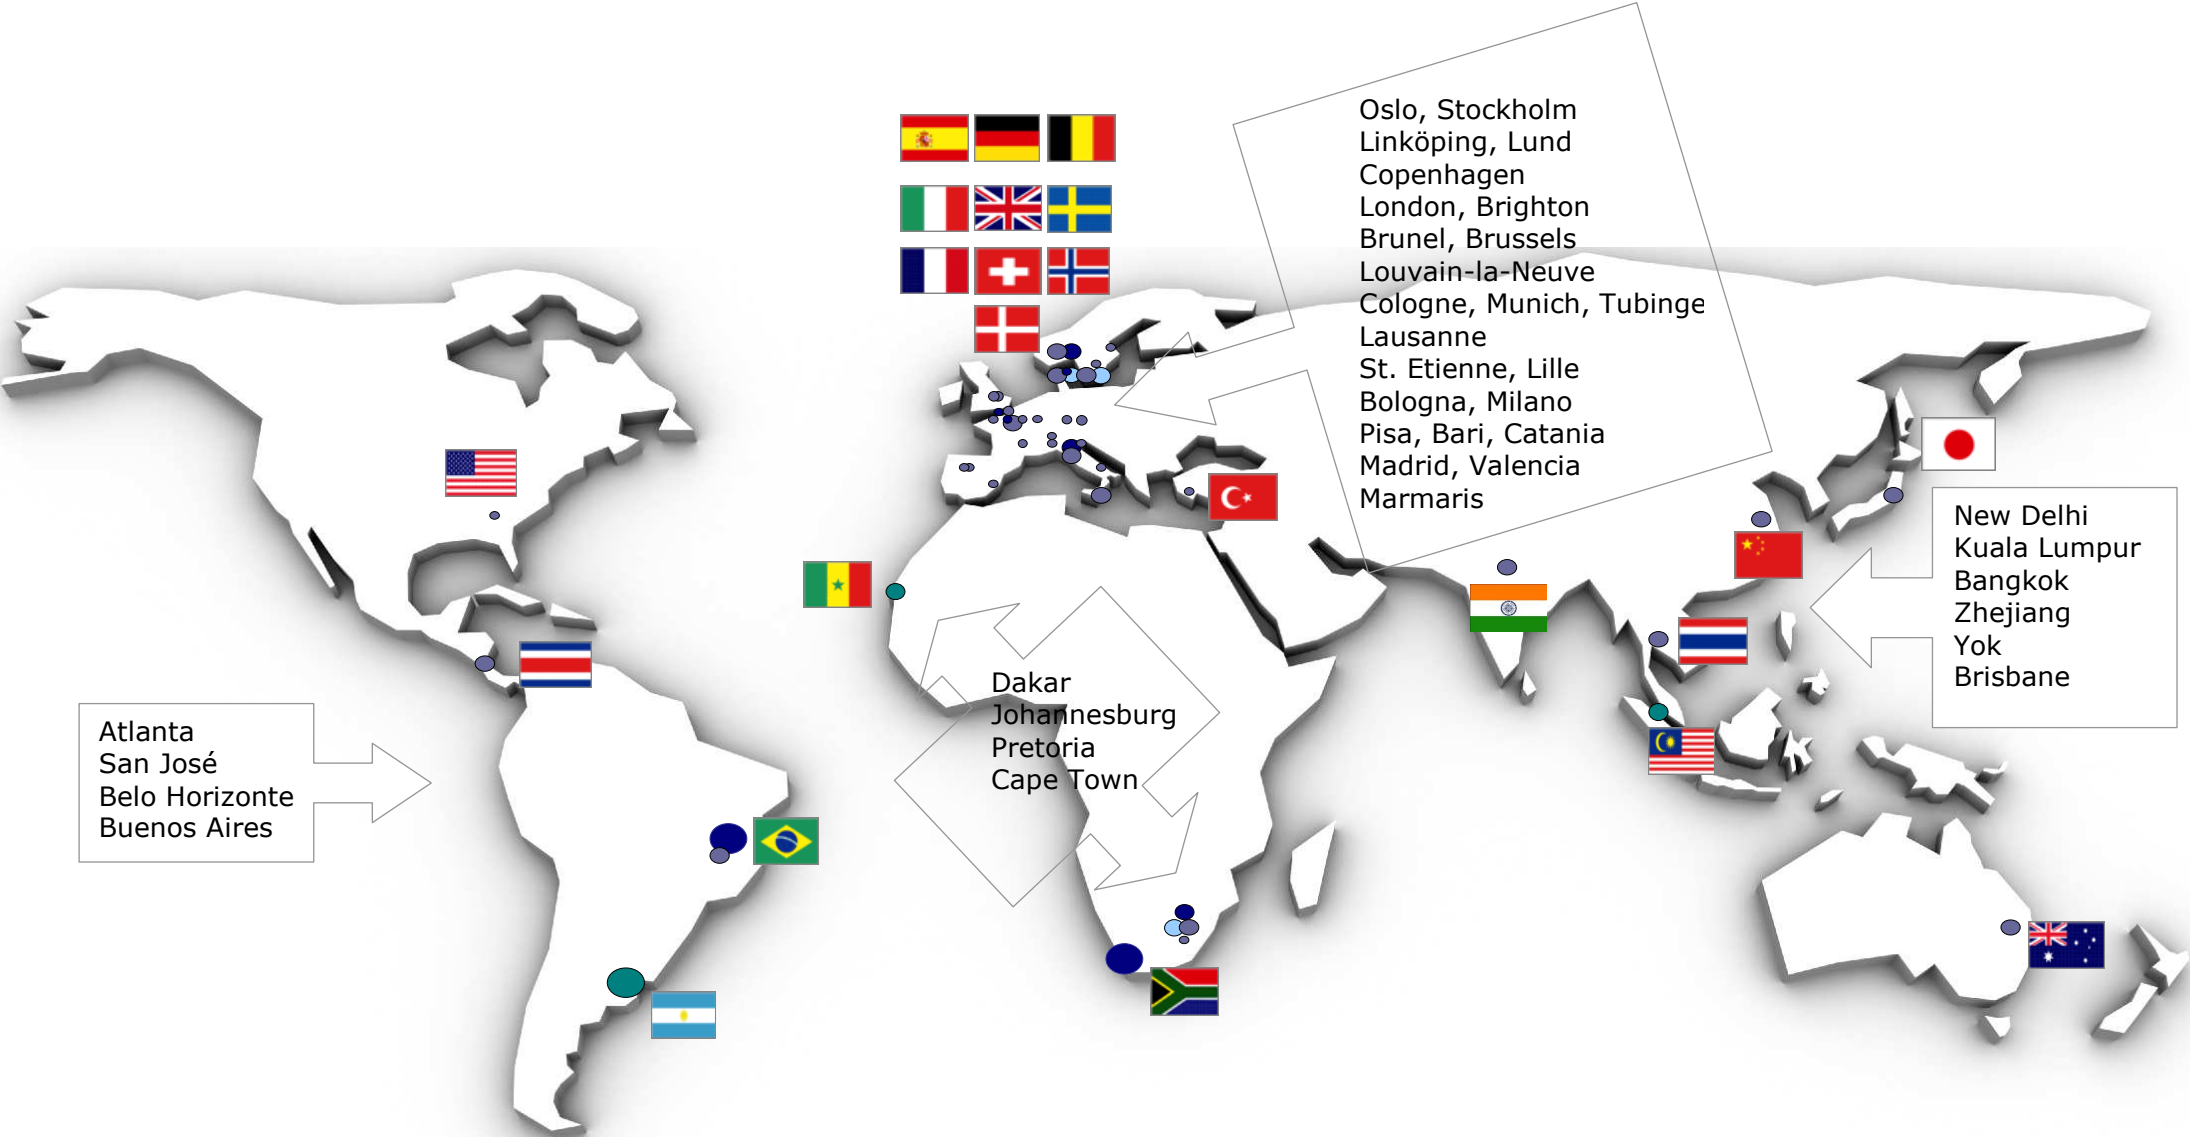 Oslo, Stockholm
Linköping, Lund
Copenhagen
London, Brighton
Brunel, Brussels
Louvain-la-Neuve
Cologne, Munich, Tubinge
Lausanne
St. Etienne, Lille
Bologna, Milano
Pisa, Bari, Catania
Madrid, Valencia
Marmaris
New Delhi
Kuala Lumpur
Bangkok
Zhejiang
Yok
Brisbane
Dakar
Johannesburg
Pretoria
Cape Town
Atlanta
San José
Belo Horizonte
Buenos Aires